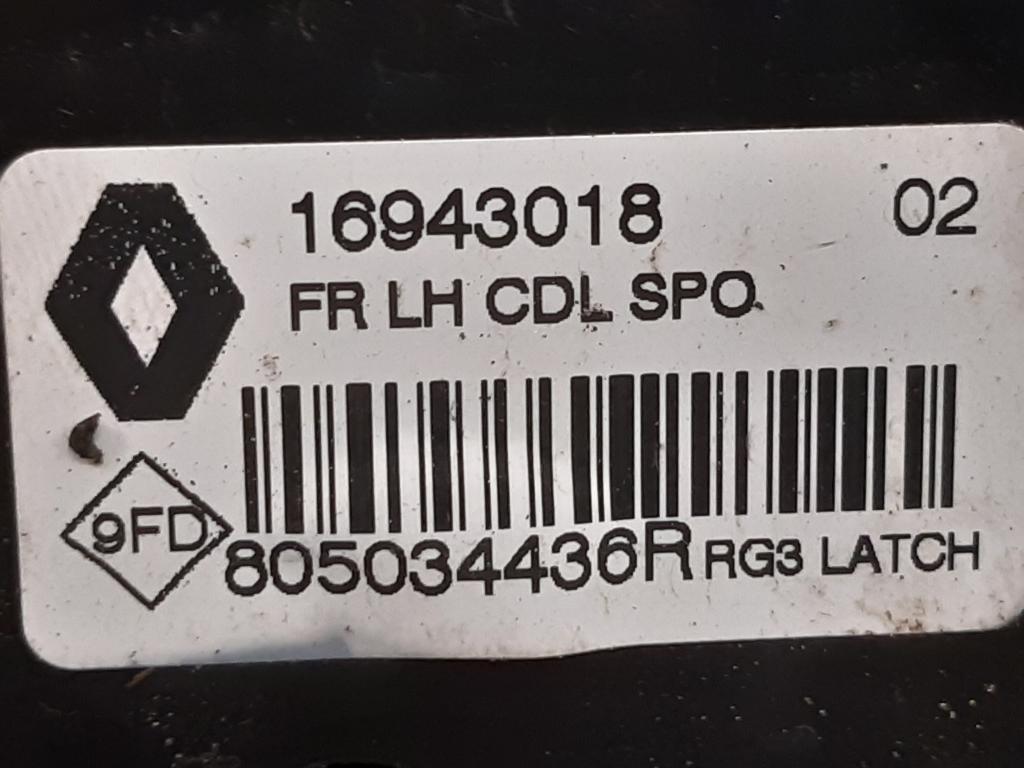 16943018 02
FR LH CDL SPO
9FD
805034436R RG3 LATCH